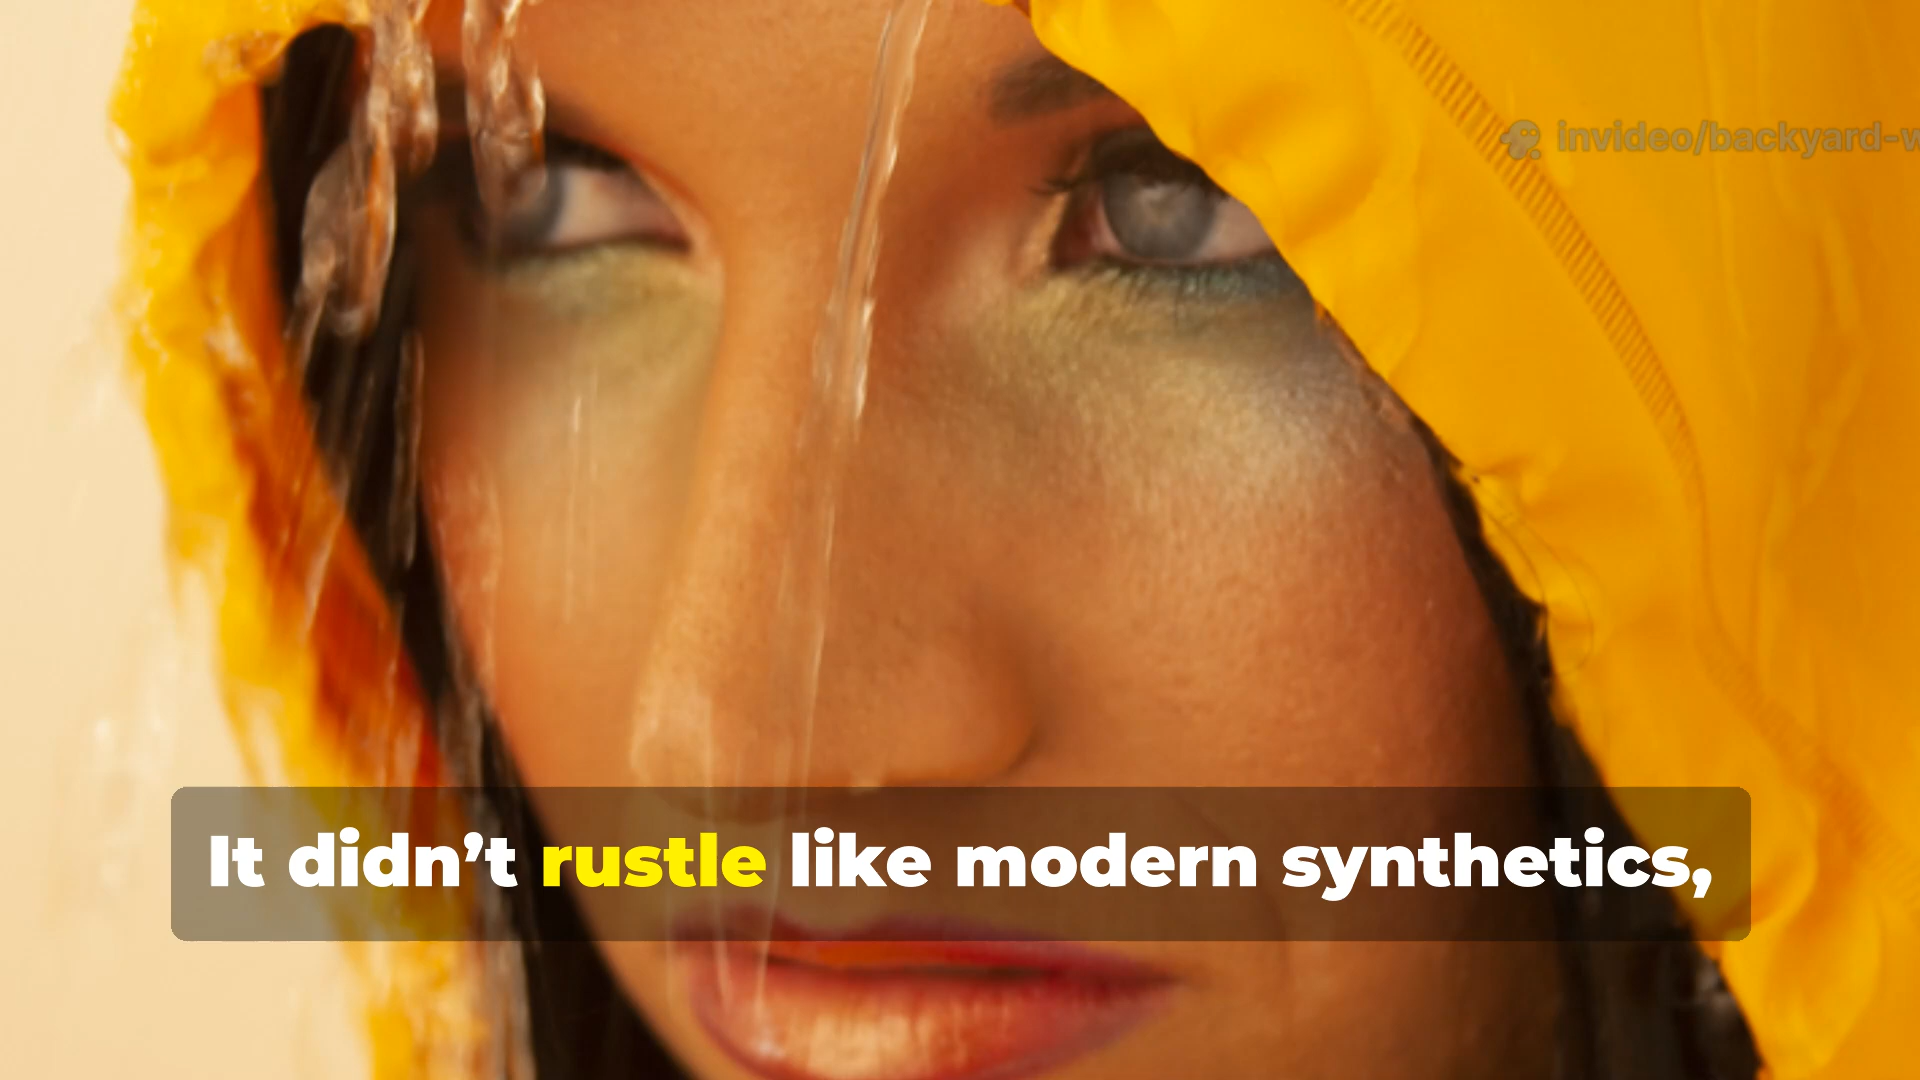 invideo/backyard-w
It didn’t rustle like modern synthetics,